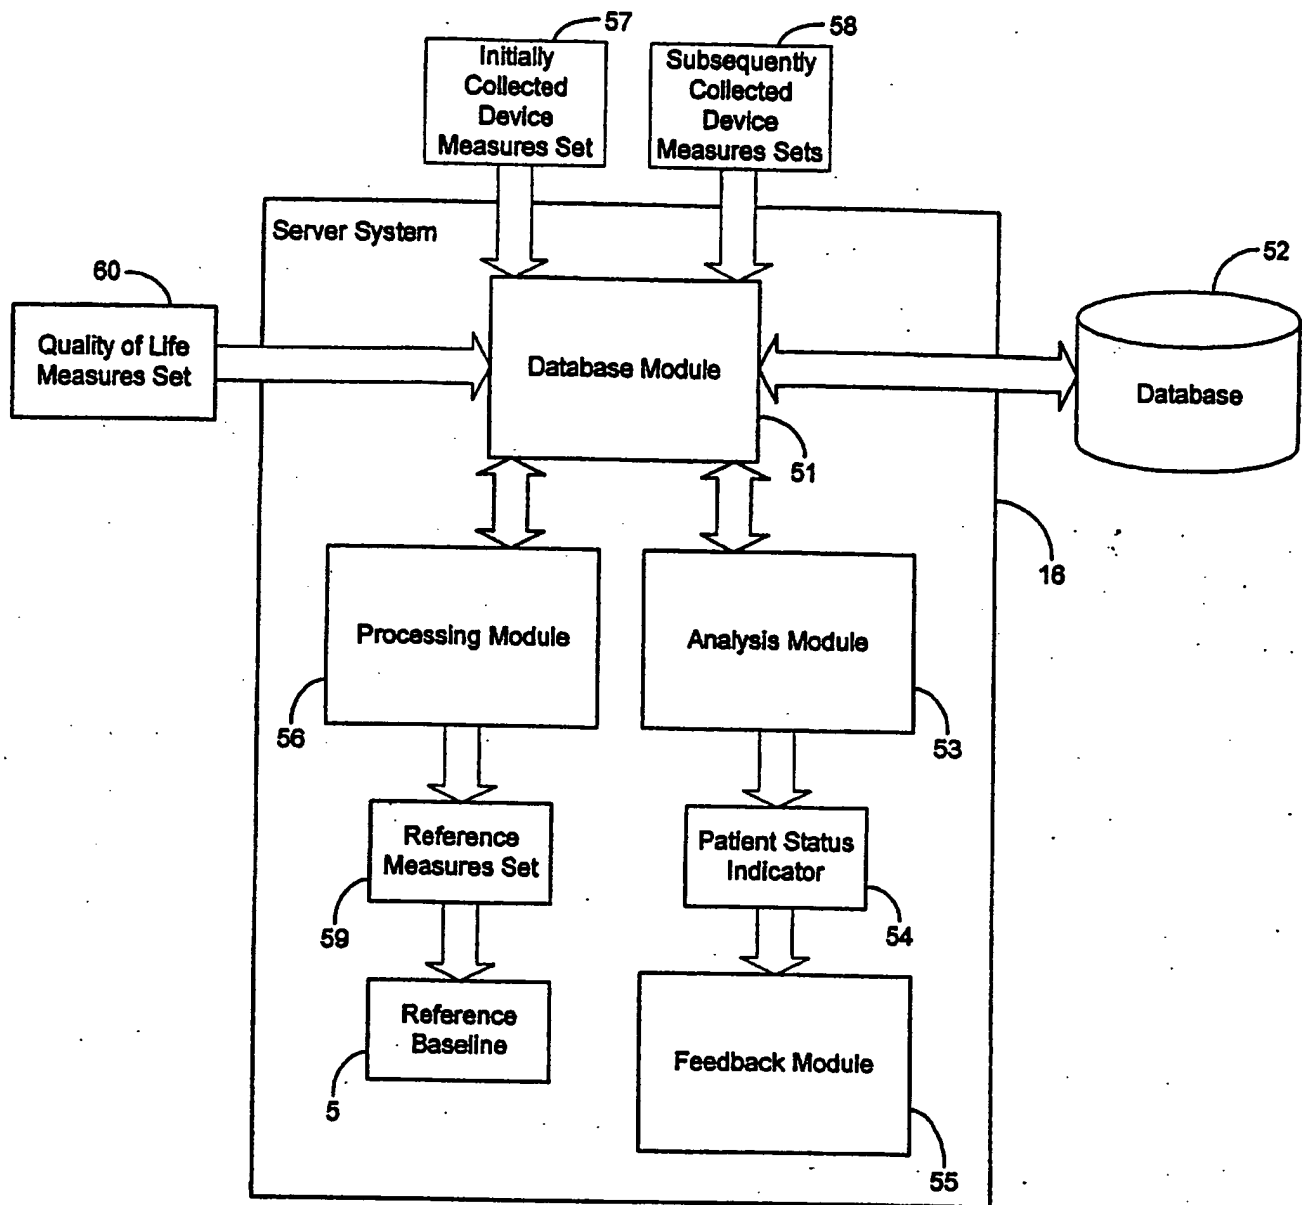 57
58
Initially
Collected
Device
Measures Set
Subsequently
Collected
Device
Measures Sets
Server System
60
52
Quality of Life
Measures Set
Database Module
Database
51
16
Processing Module
Analysis Module
56
53
Reference
Measures Set
Patient Status
Indicator
59
54
Reference
Baseline
Feedback Module
5
55